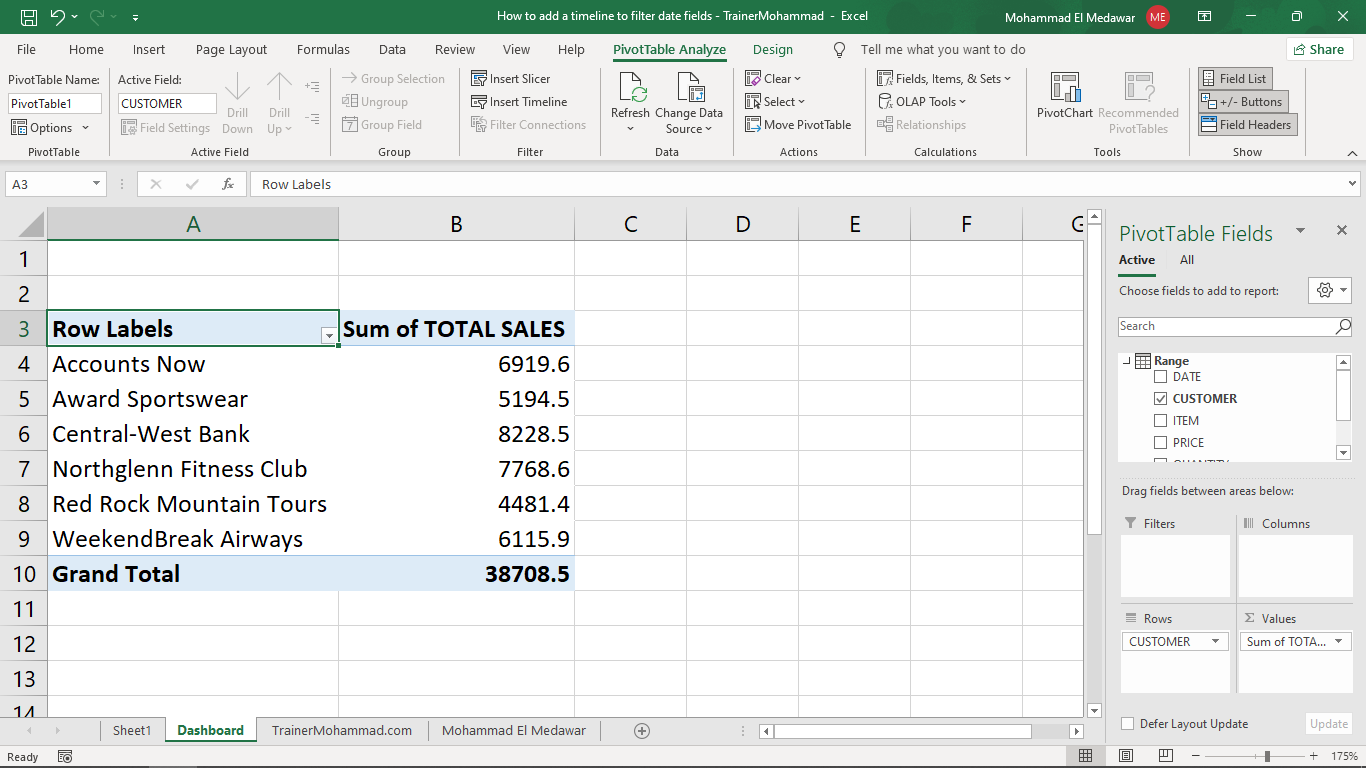 How to add a timeline to filter date fields - TrainerMohammad - Excel
Mohammad El Medawar ME
File Home Insert Page Layout Formulas Data Review View Help PivotTable Analyze Design Tell me what you want to do Share
PivotTable Name:
PivotTable1
Options
PivotTable
Active Field:
CUSTOMER
Field Settings
Drill Down
Drill Up
Active Field
Group Selection
Ungroup
Group Field
Group
Insert Slicer
Insert Timeline
Filter Connections
Filter
Refresh
Change Data Source
Data
Clear
Select
Move PivotTable
Actions
Fields, Items, & Sets
OLAP Tools
Relationships
Calculations
PivotChart
Recommended PivotTables
Tools
Field List
+/- Buttons
Field Headers
Show
A3 fx Row Labels
A B C D E F G
1
2
3 Row Labels Sum of TOTAL SALES
4 Accounts Now 6919.6
5 Award Sportswear 5194.5
6 Central-West Bank 8228.5
7 Northglenn Fitness Club 7768.6
8 Red Rock Mountain Tours 4481.4
9 WeekendBreak Airways 6115.9
10 Grand Total 38708.5
11
12
13
14
PivotTable Fields
Active All
Choose fields to add to report:
Search
Range
DATE
CUSTOMER
ITEM
PRICE
QUANTITY
Drag fields between areas below:
Filters
Columns
Rows
Σ Values
CUSTOMER
Sum of TOTA...
Defer Layout Update Update
Sheet1 Dashboard TrainerMohammad.com Mohammad El Medawar
Ready
175%